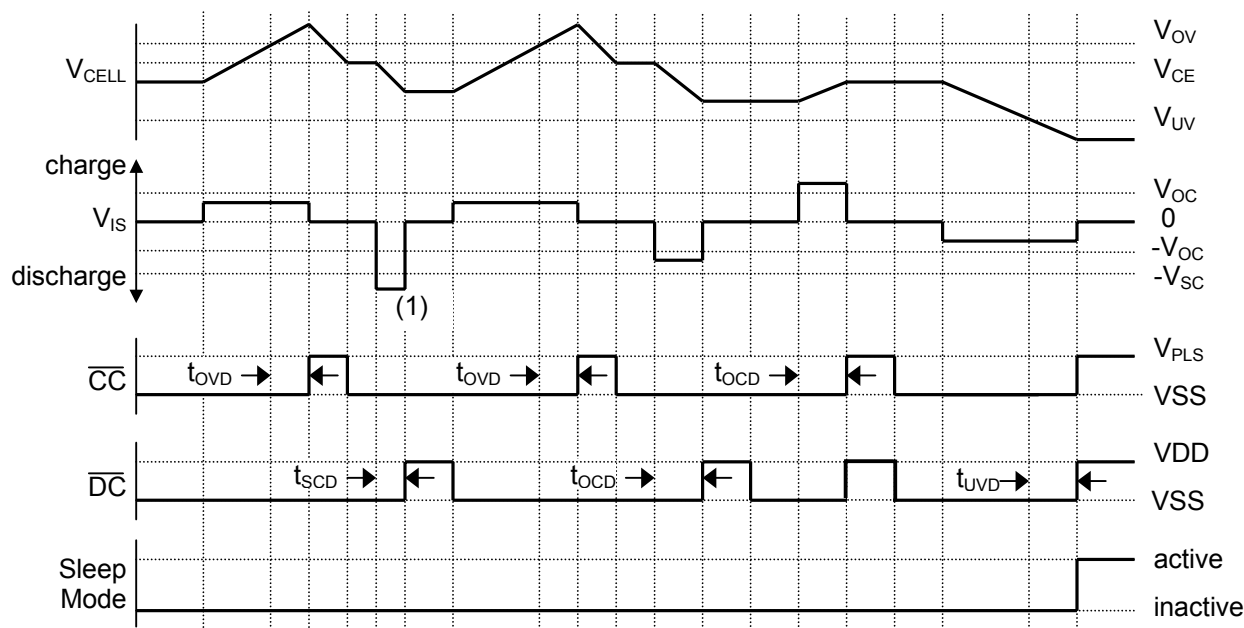 V_OV
V_CELL
V_CE
V_UV
charge
V_OC
V_IS
0
-V_OC
discharge
-V_SC
(1)
V_PLS
t_OVD
t_OVD
t_OCD
CC
VSS
VDD
t_SCD
t_OCD
t_UVD
DC
VSS
active
Sleep
Mode
inactive